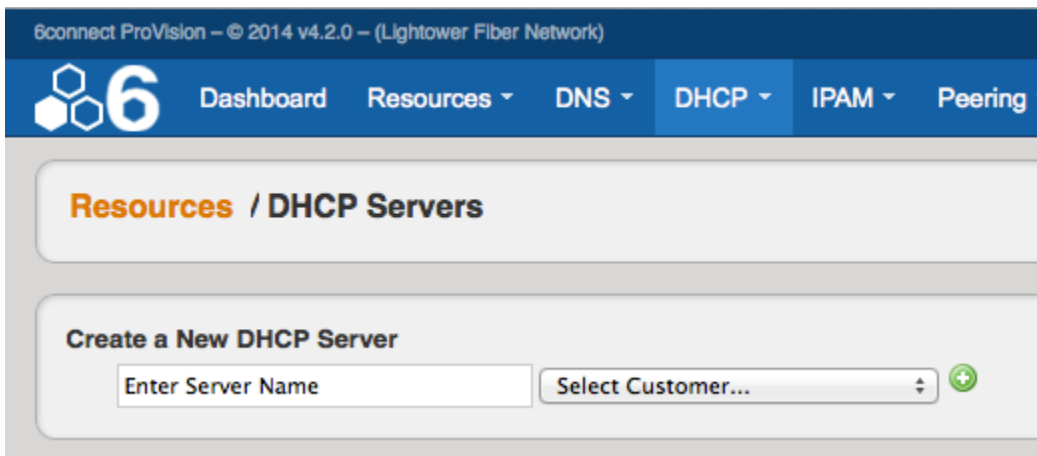 6connect ProVision – © 2014 v4.2.0 – (Lightower Fiber Network)
6 Dashboard Resources DNS DHCP IPAM Peering
Resources / DHCP Servers
Create a New DHCP Server
Enter Server Name Select Customer...